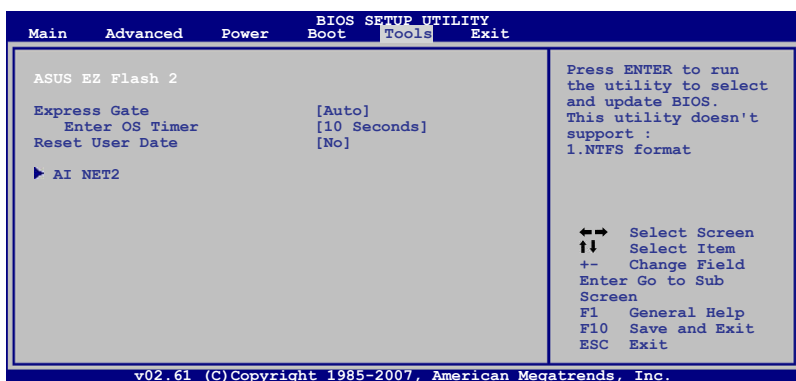 BIOS SETUP UTILITY
Main Advanced Power Boot Tools Exit
ASUS EZ Flash 2
Express Gate [Auto]
Enter OS Timer [10 Seconds]
Reset User Date [No]
AI NET2
Press ENTER to run
the utility to select
and update BIOS.
This utility doesn't
support :
1.NTFS format
Select Screen
Select Item
+- Change Field
Enter Go to Sub
Screen
F1 General Help
F10 Save and Exit
ESC Exit
v02.61 (C)Copyright 1985-2007, American Megatrends, Inc.